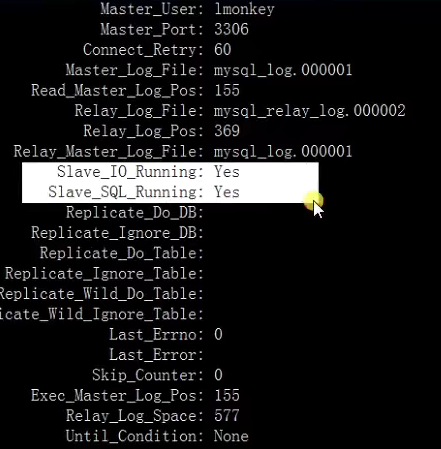 Master_User: lmonkey
Master_Port: 3306
Connect_Retry: 60
Master_Log_File: mysql_log.000001
Read_Master_Log_Pos: 155
Relay_Log_File: mysql_relay_log.000002
Relay_Log_Pos: 369
Relay_Master_Log_File: mysql_log.000001
Slave_IO_Running: Yes
Slave_SQL_Running: Yes
Replicate_Do_DB:
Replicate_Ignore_DB:
Replicate_Do_Table:
Replicate_Ignore_Table:
Replicate_Wild_Do_Table:
icate_Wild_Ignore_Table:
Last_Errno: 0
Last_Error:
Skip_Counter: 0
Exec_Master_Log_Pos: 155
Relay_Log_Space: 577
Until_Condition: None